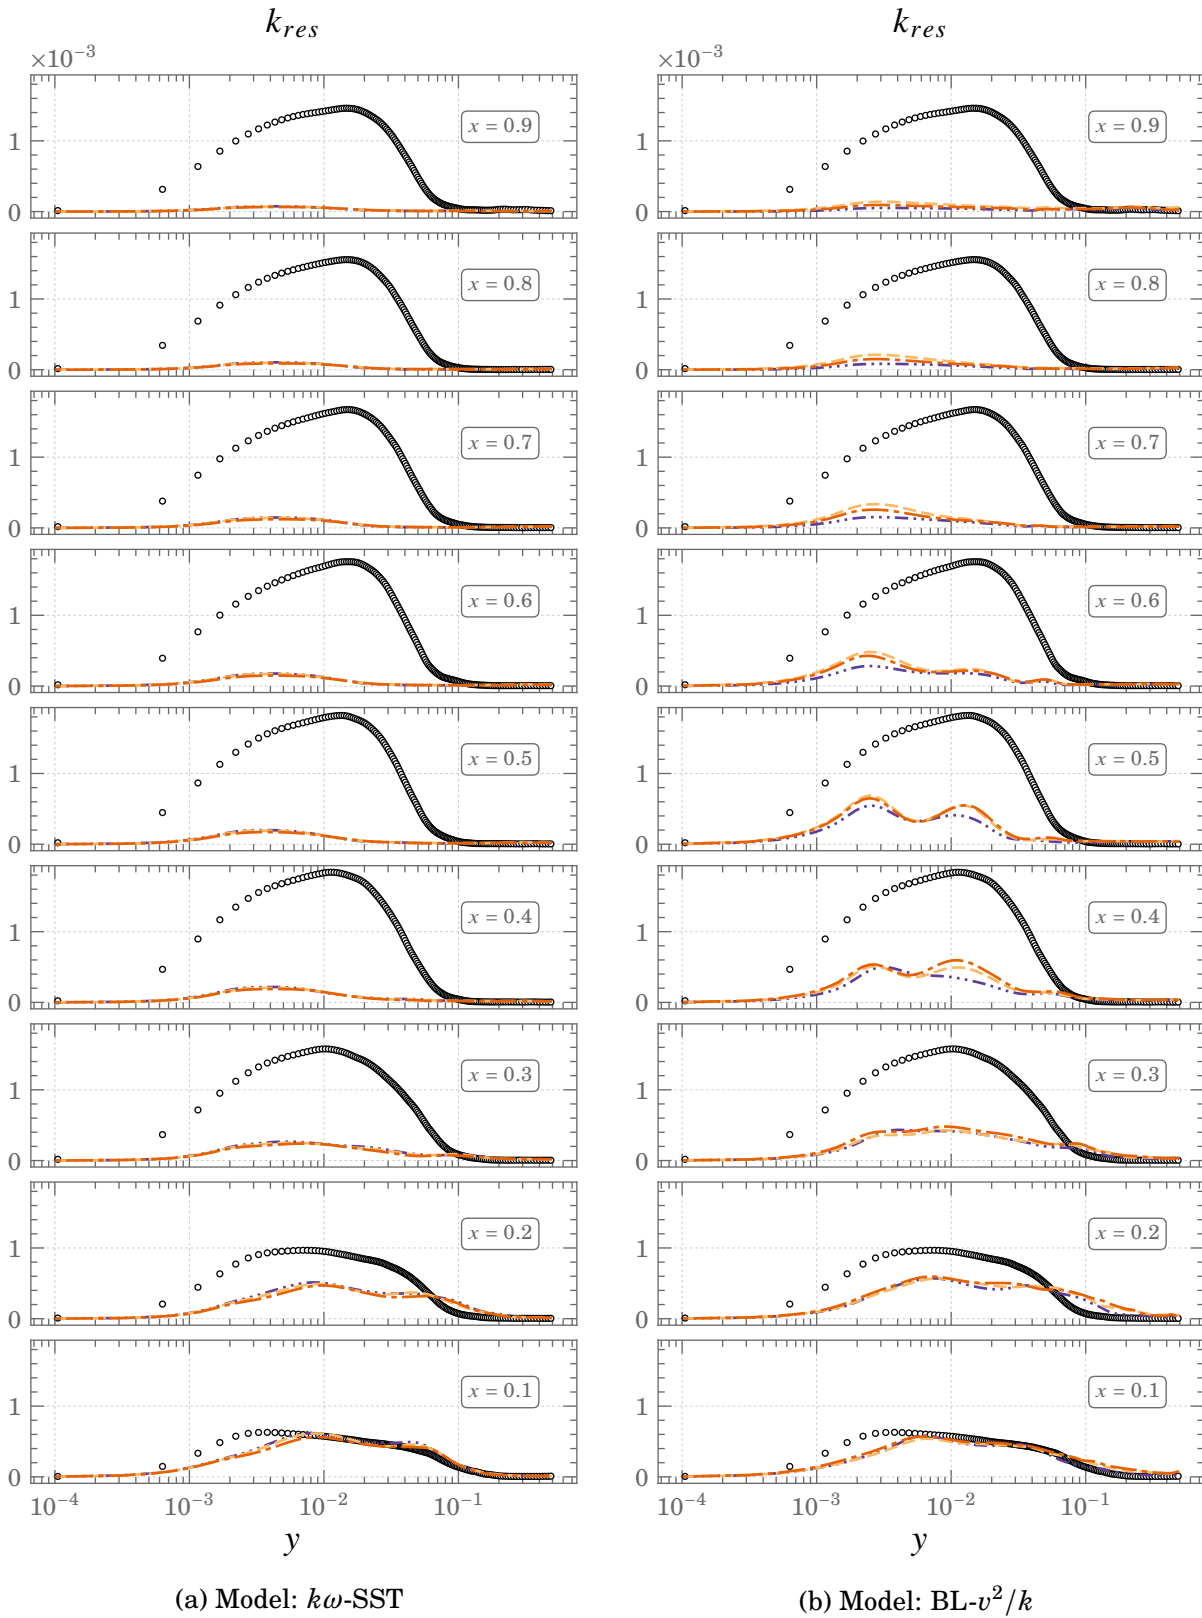 k_res k_res
×10⁻³ ×10⁻³
x = 0.9 x = 0.9
1 1
0 0
x = 0.8 x = 0.8
1 1
0 0
x = 0.7 x = 0.7
1 1
0 0
x = 0.6 x = 0.6
1 1
0 0
x = 0.5 x = 0.5
1 1
0 0
x = 0.4 x = 0.4
1 1
0 0
x = 0.3 x = 0.3
1 1
0 0
x = 0.2 x = 0.2
1 1
0 0
x = 0.1 x = 0.1
1 1
0 0
10⁻⁴ 10⁻³ 10⁻² 10⁻¹ 10⁻⁴ 10⁻³ 10⁻² 10⁻¹
y y
(a) Model: kω-SST (b) Model: BL-v²/k